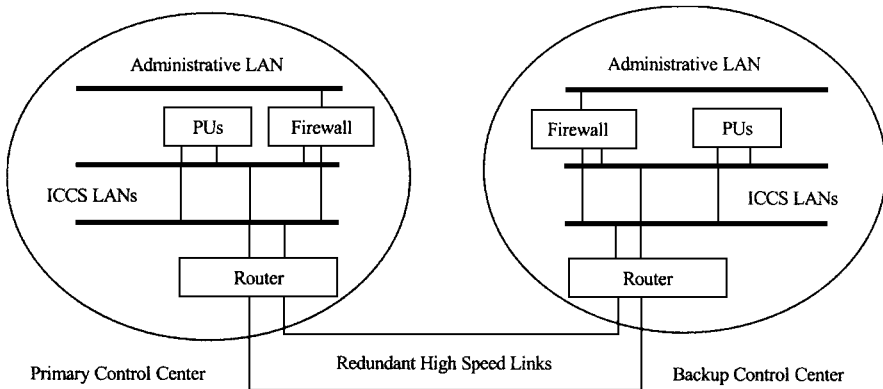 Administrative LAN
PUs
Firewall
ICCS LANs
Router
Primary Control Center
Administrative LAN
Firewall
PUs
ICCS LANs
Router
Redundant High Speed Links
Backup Control Center